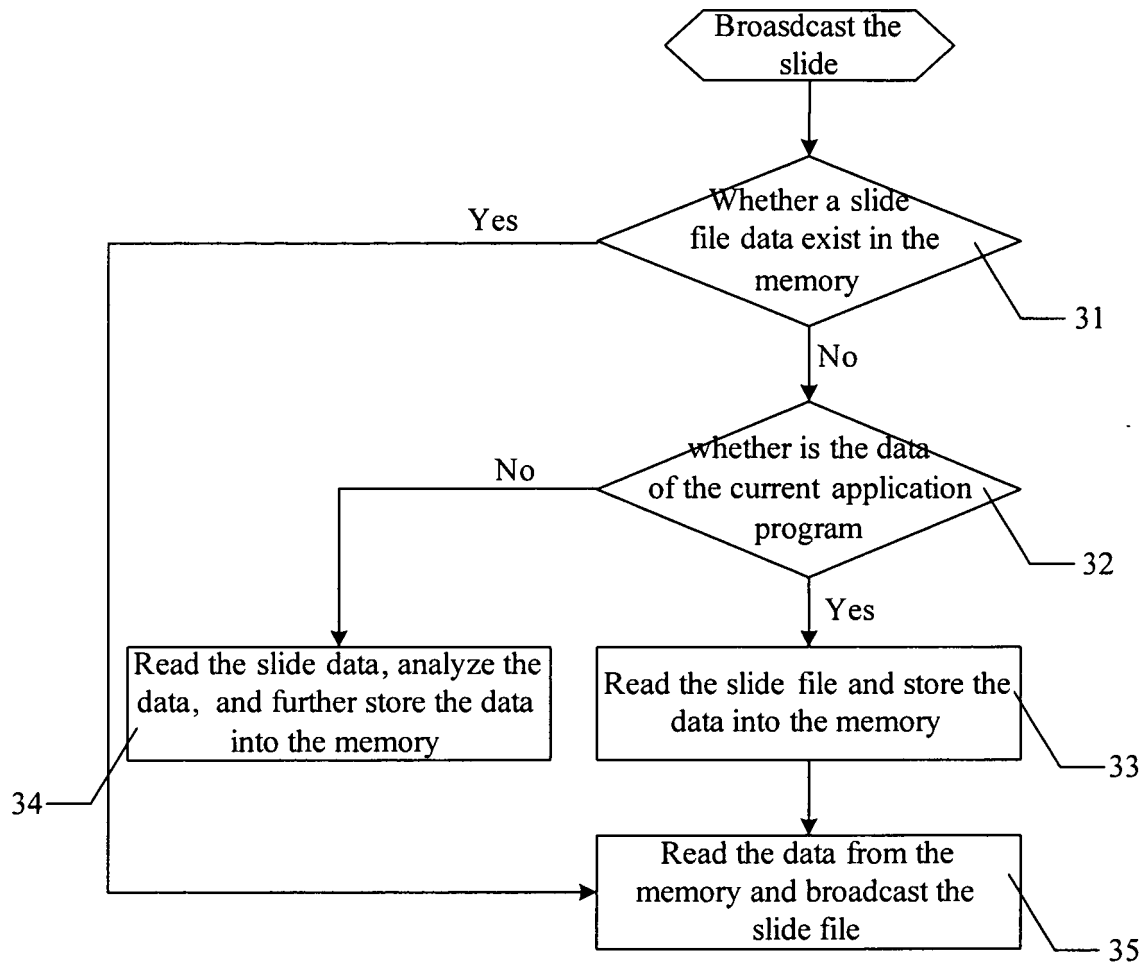 Broasdcast the
slide
Whether a slide
file data exist in the
memory
Yes
31
No
whether is the data
of the current application
program
No
32
Yes
Read the slide data, analyze the
data, and further store the data
into the memory
Read the slide file and store the
data into the memory
33
34
Read the data from the
memory and broadcast the
slide file
35